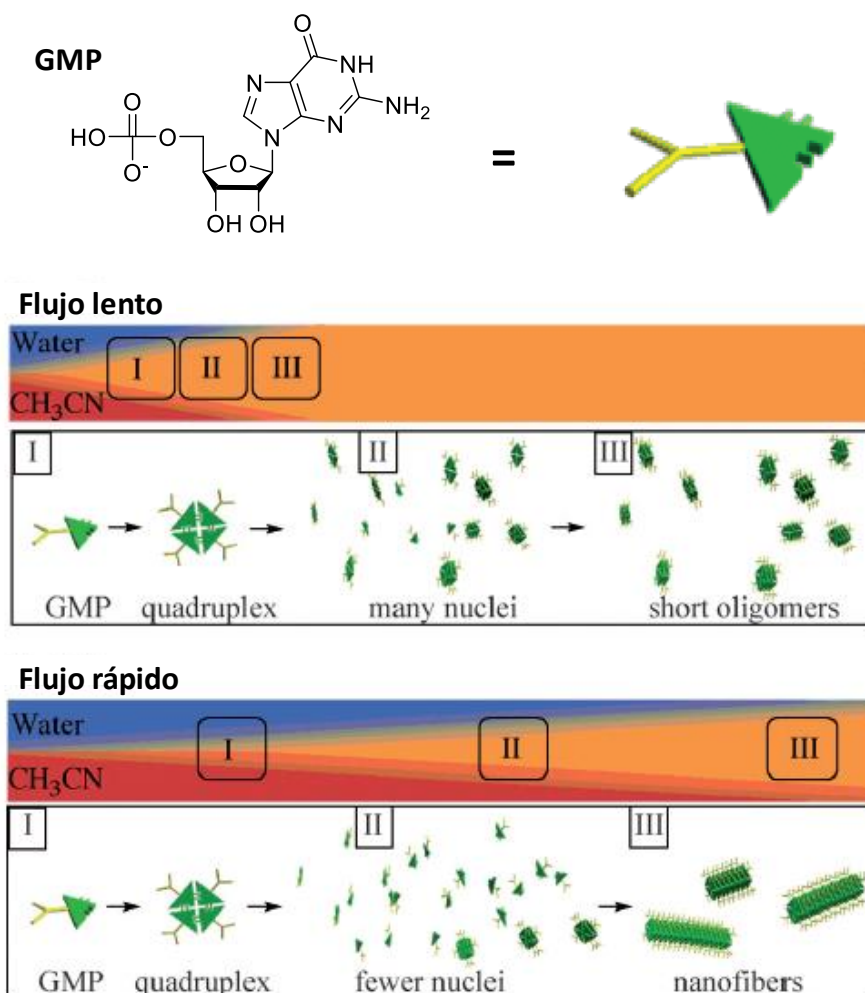 GMP
O
N
NH
N
N
NH₂
O
HO
O
O⁻
O
OH OH
=
Flujo lento
Water
CH₃CN
I II III
I II III
GMP quadruplex many nuclei short oligomers
Flujo rápido
Water
CH₃CN
I II III
I II III
GMP quadruplex fewer nuclei nanofibers